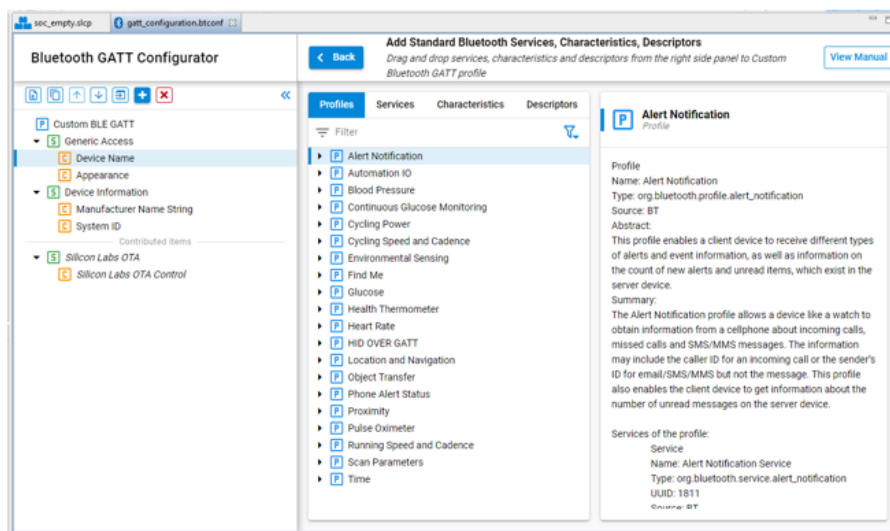 soc_empty.slcp
gatt_configuration.btconf
Bluetooth GATT Configurator
Back
Add Standard Bluetooth Services, Characteristics, Descriptors
Drag and drop services, characteristics and descriptors from the right side panel to Custom
Bluetooth GATT profile
View Manual
P Custom BLE GATT
S Generic Access
C Device Name
C Appearance
S Device Information
C Manufacturer Name String
C System ID
Contributed items
S Silicon Labs OTA
C Silicon Labs OTA Control
Profiles Services Characteristics Descriptors
Filter
P Alert Notification
P Automation IO
P Blood Pressure
P Continuous Glucose Monitoring
P Cycling Power
P Cycling Speed and Cadence
P Environmental Sensing
P Find Me
P Glucose
P Health Thermometer
P Heart Rate
P HID OVER GATT
P Location and Navigation
P Object Transfer
P Phone Alert Status
P Proximity
P Pulse Oximeter
P Running Speed and Cadence
P Scan Parameters
P Time
P Alert Notification
Profile
Profile
Name: Alert Notification
Type: org.bluetooth.profile.alert_notification
Source: BT
Abstract:
This profile enables a client device to receive different types
of alerts and event information, as well as information on
the count of new alerts and unread items, which exist in the
server device.
Summary:
The Alert Notification profile allows a device like a watch to
obtain information from a cellphone about incoming calls,
missed calls and SMS/MMS messages. The information
may include the caller ID for an incoming call or the sender's
ID for email/SMS/MMS but not the message. This profile
also enables the client device to get information about the
number of unread messages on the server device.
Services of the profile:
Service
Name: Alert Notification Service
Type: org.bluetooth.service.alert_notification
UUID: 1811
Source: BT